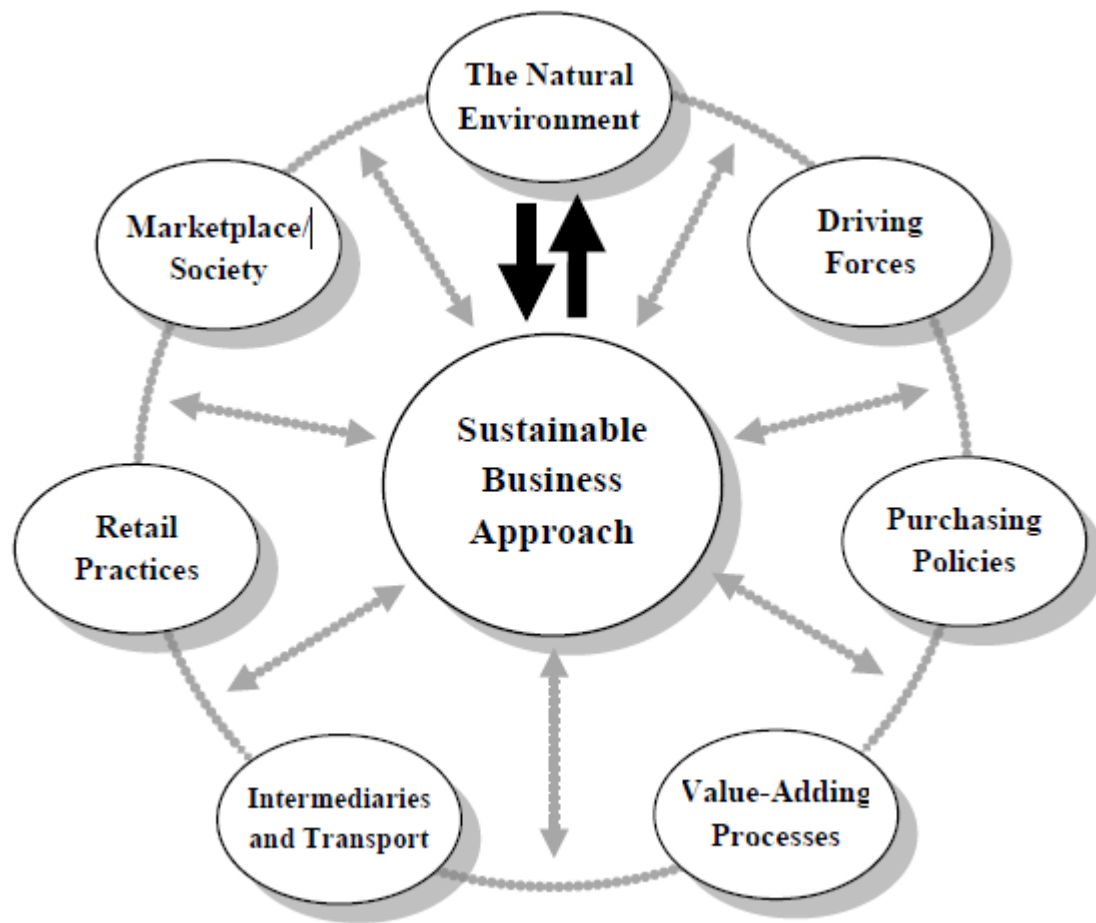 The Natural
Environment
Driving
Forces
Purchasing
Policies
Value-Adding
Processes
Intermediaries
and Transport
Retail
Practices
Marketplace/
Society
Sustainable
Business
Approach